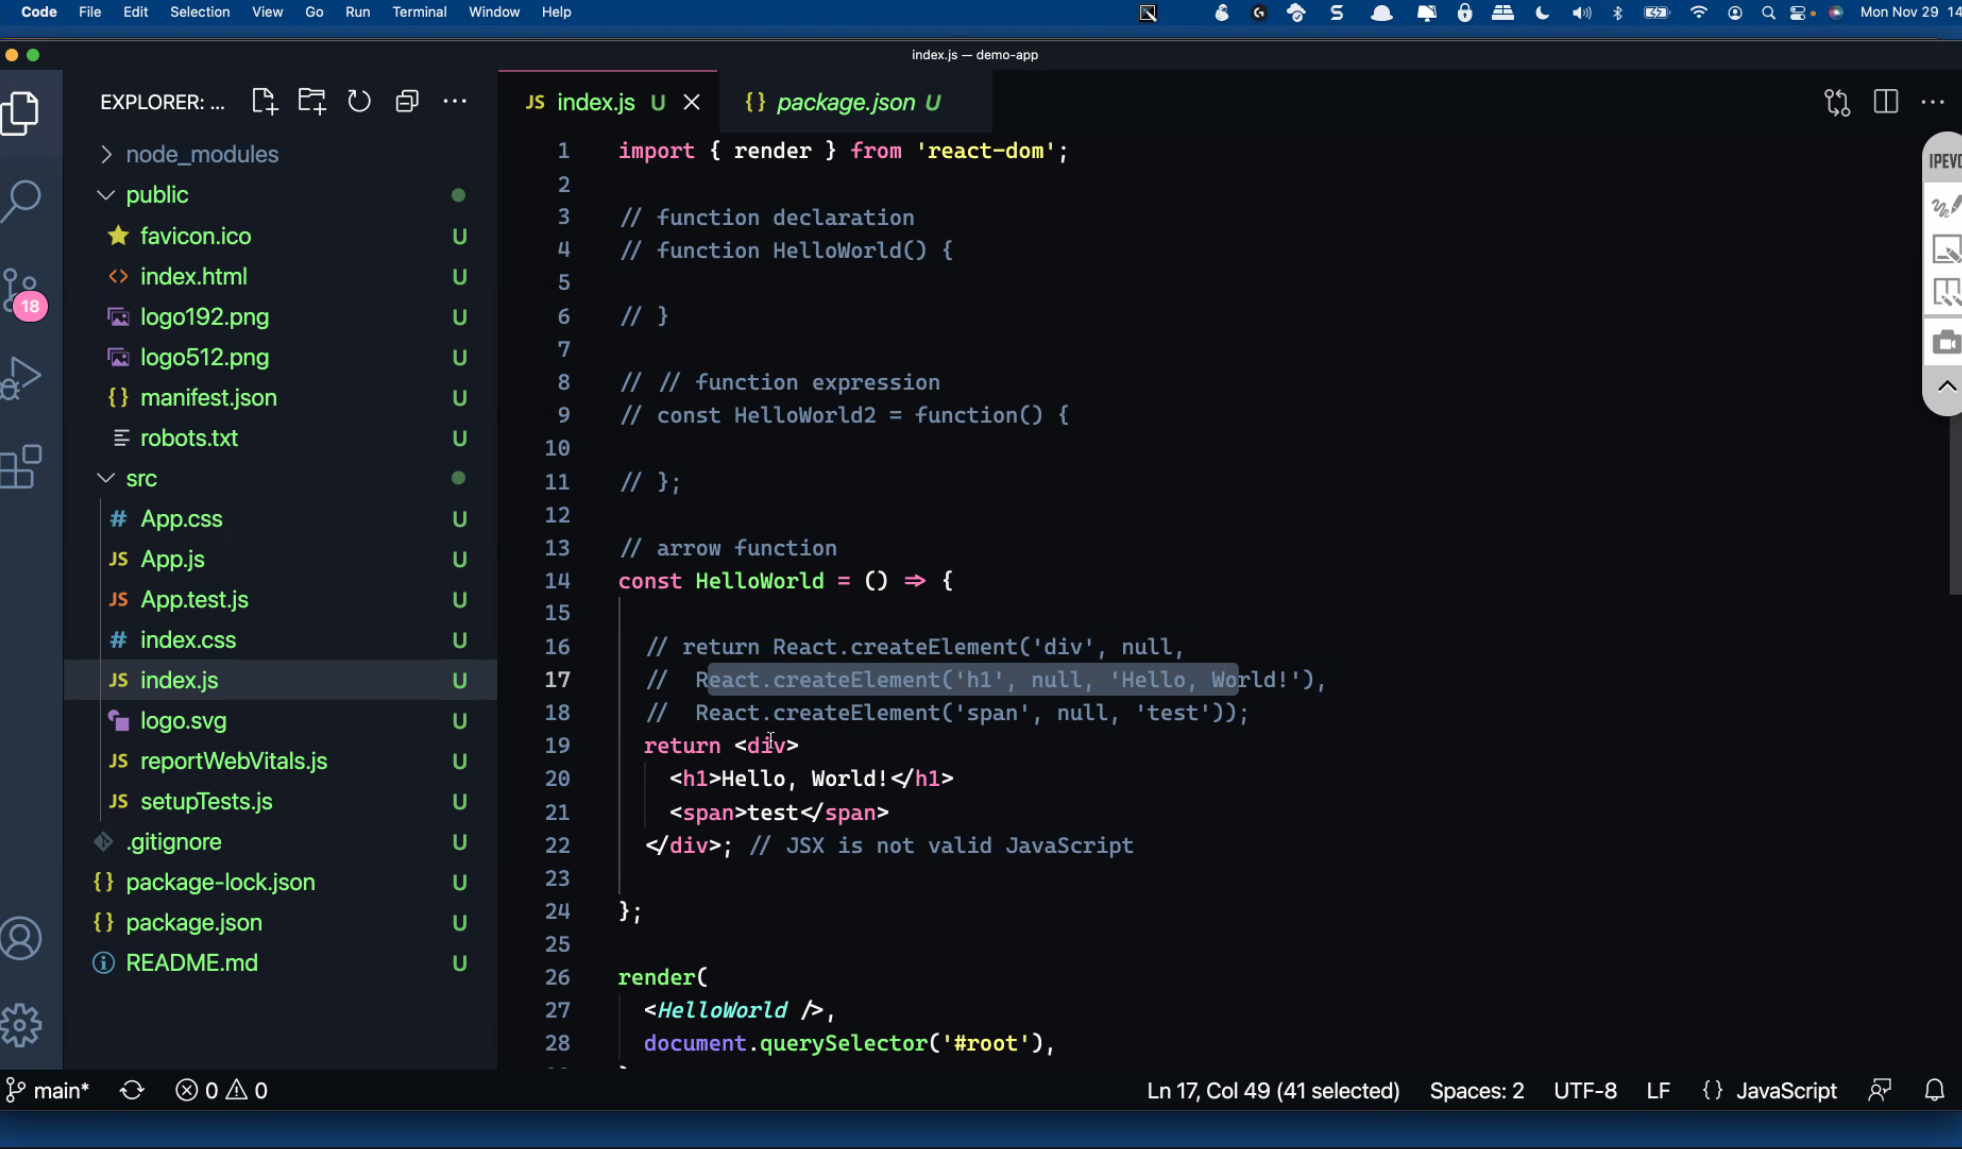 Code File Edit Selection View Go Run Terminal Window Help Mon Nov 29 14
index.js — demo-app
EXPLORER: ...
JS index.js U
{} package.json U
node_modules
public
favicon.ico U
<> index.html U
logo192.png U
logo512.png U
{} manifest.json U
robots.txt U
src
# App.css U
JS App.js U
JS App.test.js U
# index.css U
JS index.js U
logo.svg U
JS reportWebVitals.js U
JS setupTests.js U
.gitignore U
{} package-lock.json U
{} package.json U
README.md U
18
1 import { render } from 'react-dom';
2
3 // function declaration
4 // function HelloWorld() {
5
6 // }
7
8 // // function expression
9 // const HelloWorld2 = function() {
10
11 // };
12
13 // arrow function
14 const HelloWorld = () => {
15
16 // return React.createElement('div', null,
17 // React.createElement('h1', null, 'Hello, World!'),
18 // React.createElement('span', null, 'test'));
19 return <div>
20 <h1>Hello, World!</h1>
21 <span>test</span>
22 </div>; // JSX is not valid JavaScript
23
24 };
25
26 render(
27 <HelloWorld />,
28 document.querySelector('#root'),
main* 0 0 Ln 17, Col 49 (41 selected) Spaces: 2 UTF-8 LF {} JavaScript